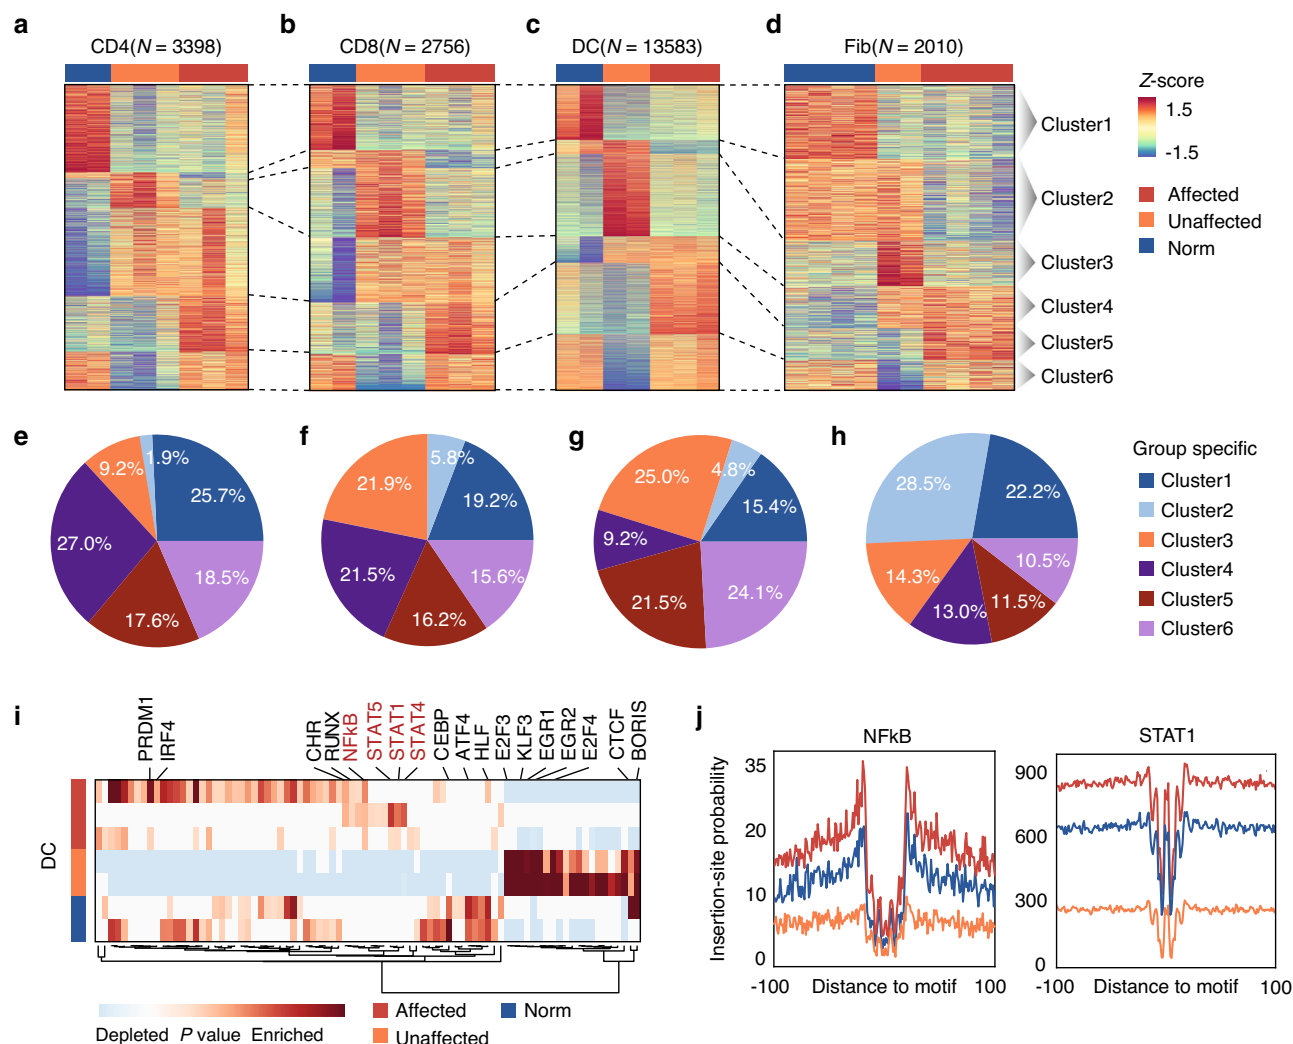 a
b
c
d
CD4(N = 3398)
CD8(N = 2756)
DC(N = 13583)
Fib(N = 2010)
Z-score
1.5
-1.5
Affected
Unaffected
Norm
Cluster1
Cluster2
Cluster3
Cluster4
Cluster5
Cluster6
e
f
g
h
1.9%
9.2%
25.7%
27.0%
18.5%
17.6%
5.8%
21.9%
19.2%
21.5%
15.6%
16.2%
4.8%
25.0%
15.4%
9.2%
21.5%
24.1%
28.5%
22.2%
14.3%
10.5%
13.0%
11.5%
Group specific
Cluster1
Cluster2
Cluster3
Cluster4
Cluster5
Cluster6
i
PRDM1
IRF4
CHR
RUNX
NFkB
STAT5
STAT1
STAT4
CEBP
ATF4
HLF
E2F3
KLF3
EGR1
EGR2
E2F4
CTCF
BORIS
DC
Depleted P value Enriched
Affected
Unaffected
Norm
j
NFkB
STAT1
Insertion-site probability
35
20
10
0
-100 Distance to motif 100
900
600
300
0
-100 Distance to motif 100